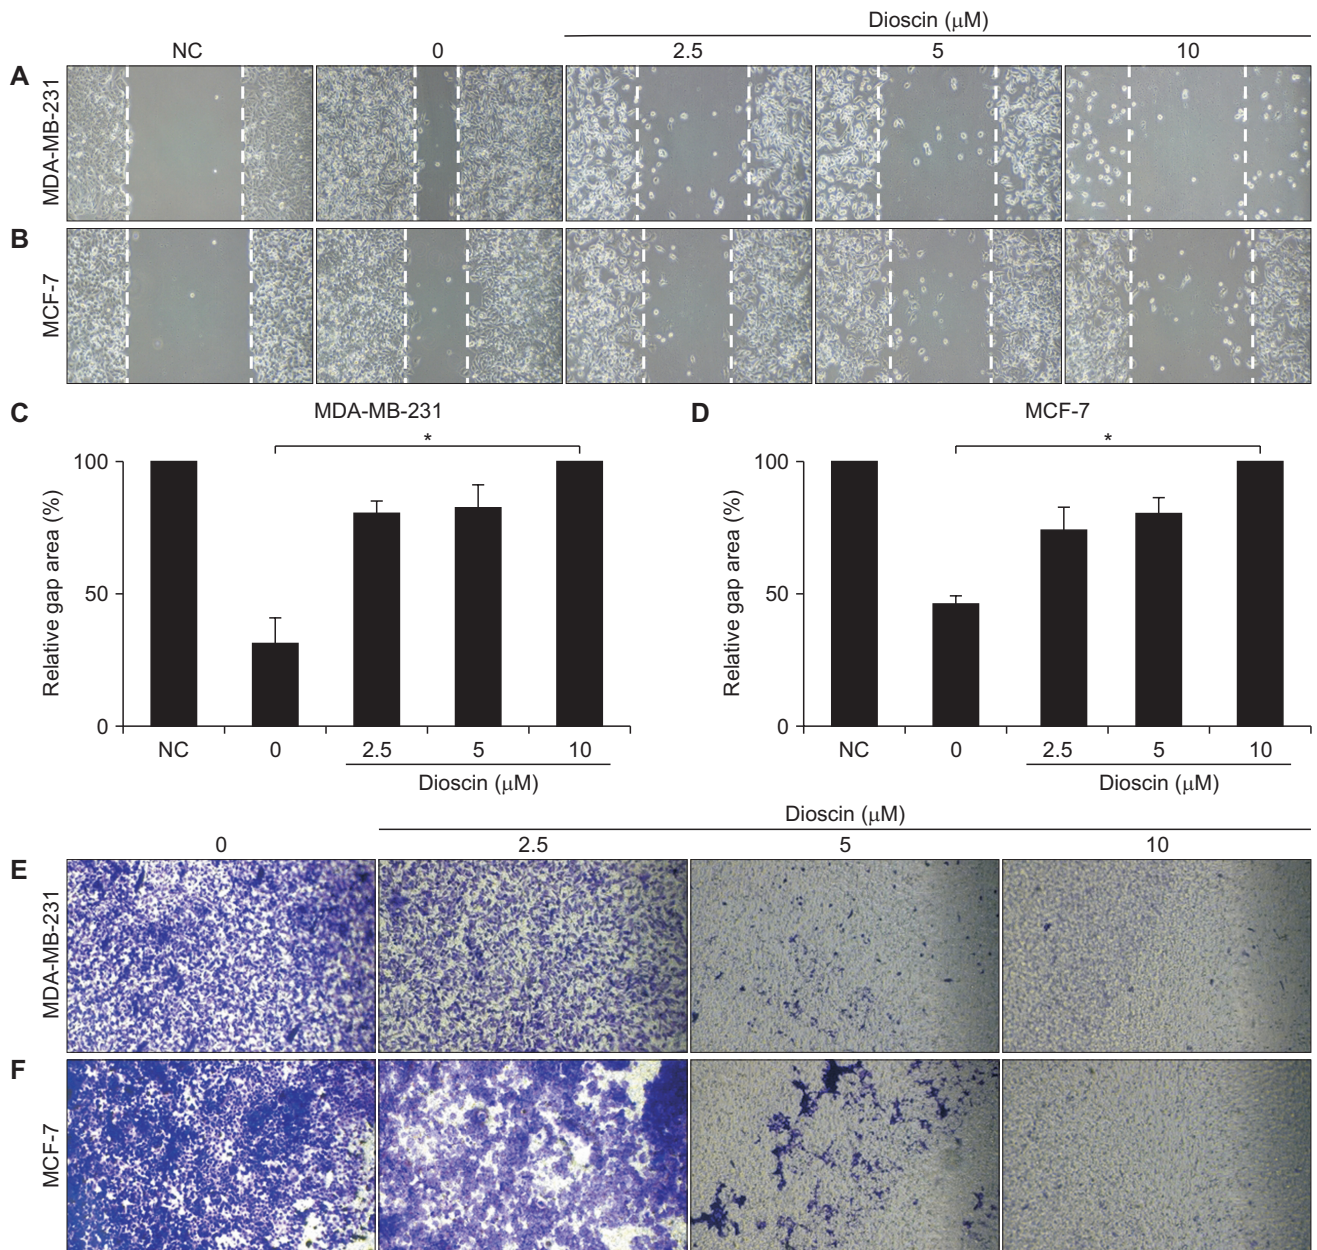 Dioscin (μM)
NC 0 2.5 5 10
A
MDA-MB-231
B
MCF-7
C MDA-MB-231
*
100
50
0
Relative gap area (%)
NC 0 2.5 5 10
Dioscin (μM)
D MCF-7
*
100
50
0
Relative gap area (%)
NC 0 2.5 5 10
Dioscin (μM)
Dioscin (μM)
0 2.5 5 10
E
MDA-MB-231
F
MCF-7